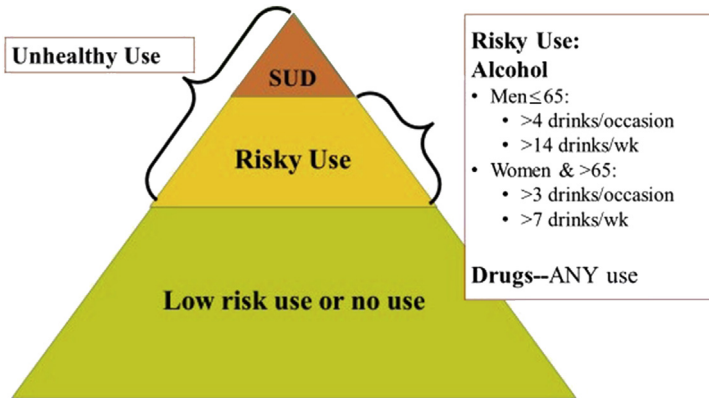 Unhealthy Use
SUD
Risky Use
Low risk use or no use
Risky Use:
Alcohol
• Men≤65:
• >4 drinks/occasion
• >14 drinks/wk
• Women & >65:
• >3 drinks/occasion
• >7 drinks/wk
Drugs--ANY use